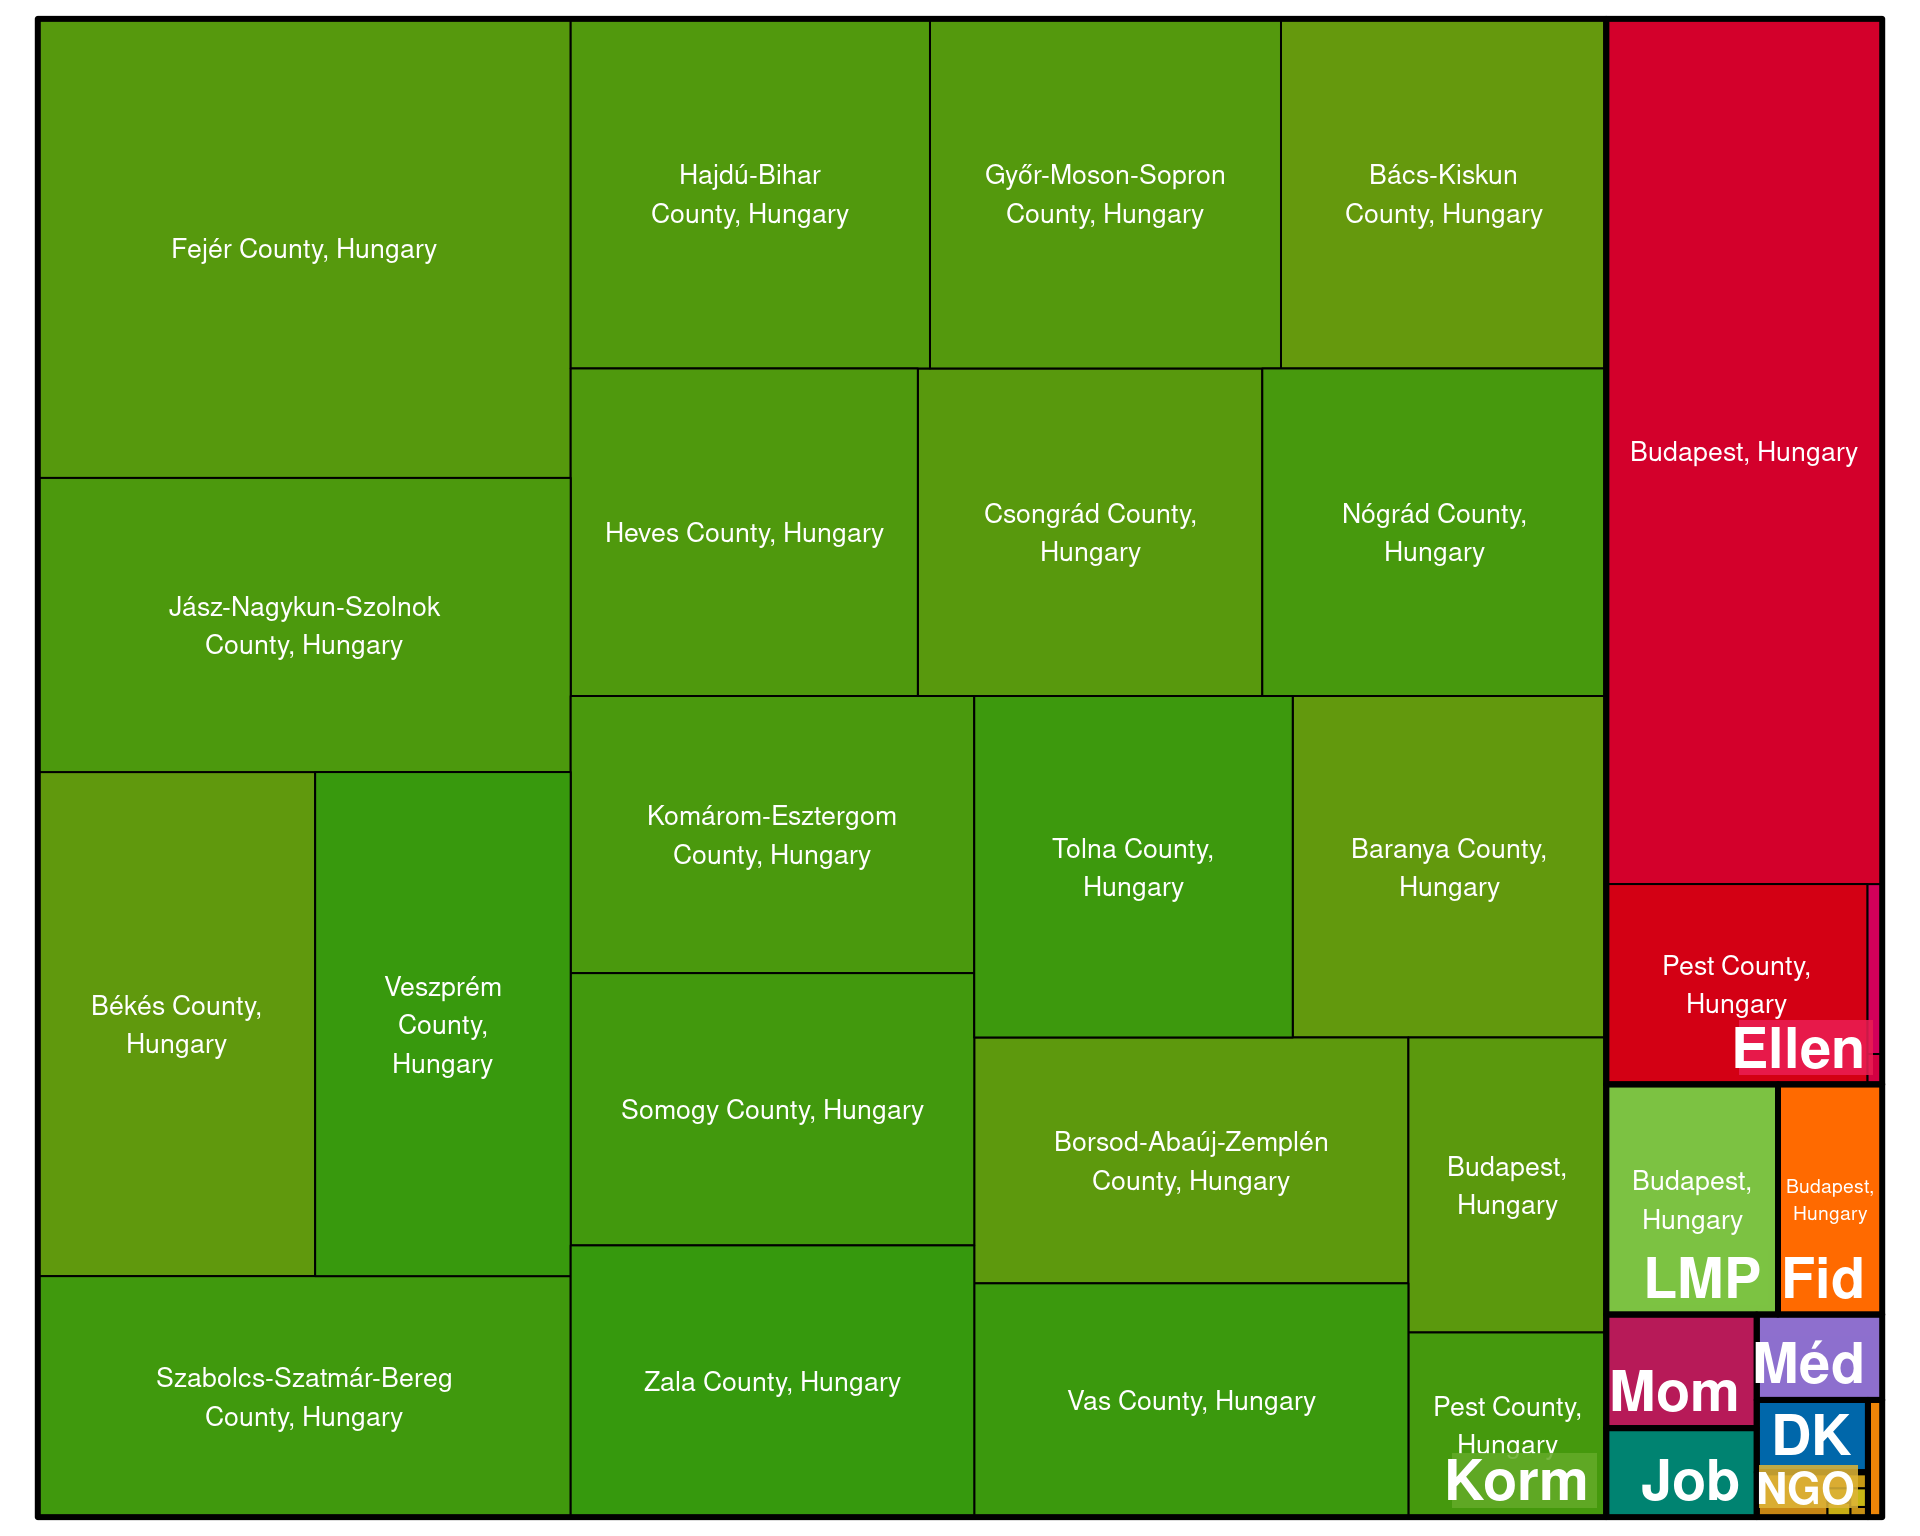 Fejér County, Hungary
Jász-Nagykun-Szolnok
County, Hungary
Békés County,
Hungary
Veszprém
County,
Hungary
Szabolcs-Szatmár-Bereg
County, Hungary
Hajdú-Bihar
County, Hungary
Győr-Moson-Sopron
County, Hungary
Bács-Kiskun
County, Hungary
Heves County, Hungary
Csongrád County,
Hungary
Nógrád County,
Hungary
Komárom-Esztergom
County, Hungary
Somogy County, Hungary
Zala County, Hungary
Tolna County,
Hungary
Baranya County,
Hungary
Borsod-Abaúj-Zemplén
County, Hungary
Vas County, Hungary
Budapest,
Hungary
Pest County,
Hungary
Korm
Budapest, Hungary
Pest County,
Hungary
Ellen
Budapest,
Hungary
LMP
Budapest,
Hungary
Fid
Mom
Méd
Job
DK
NGO